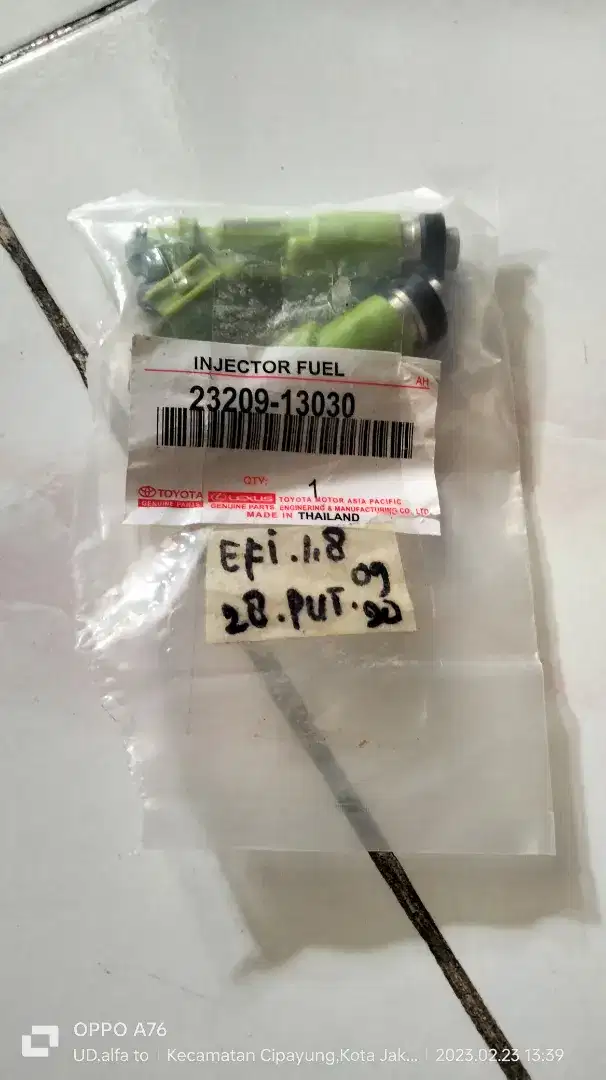 INJECTOR FUEL
AH
23209-13030
QTY: 1
TOYOTA LEXUS TOYOTA MOTOR ASIA PACIFIC
GENUINE PARTS GENUINE PARTS ENGINERING & MANUFACTURING CO. LTD
MADE IN THAILAND
EFi.1.8
09
28.PUT.20
OPPO A76
UD.alfa to | Kecamatan Cipayung,Kota Jak... | 2023.02.23 13:39